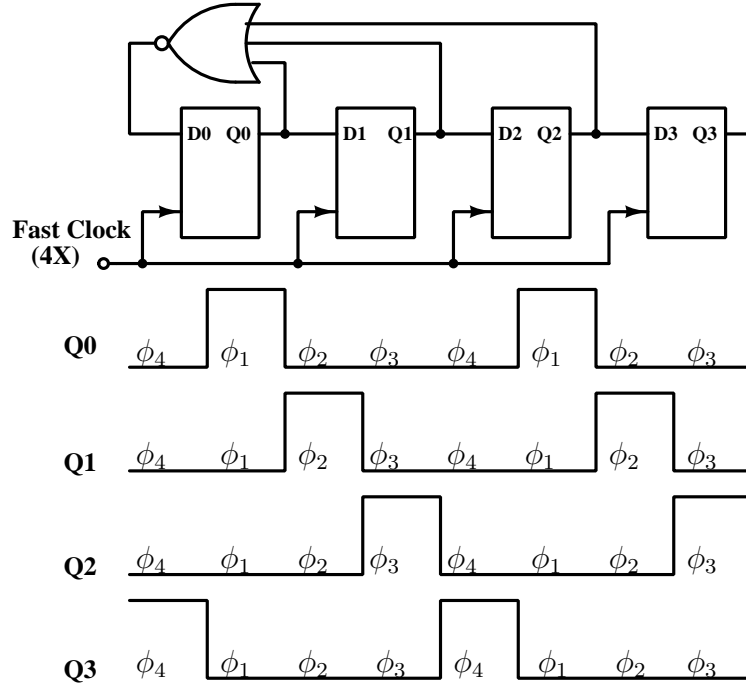 D0 Q0 D1 Q1 D2 Q2 D3 Q3
Fast Clock
(4X)
Q0 ϕ4 ϕ1 ϕ2 ϕ3 ϕ4 ϕ1 ϕ2 ϕ3
Q1 ϕ4 ϕ1 ϕ2 ϕ3 ϕ4 ϕ1 ϕ2 ϕ3
Q2 ϕ4 ϕ1 ϕ2 ϕ3 ϕ4 ϕ1 ϕ2 ϕ3
Q3 ϕ4 ϕ1 ϕ2 ϕ3 ϕ4 ϕ1 ϕ2 ϕ3